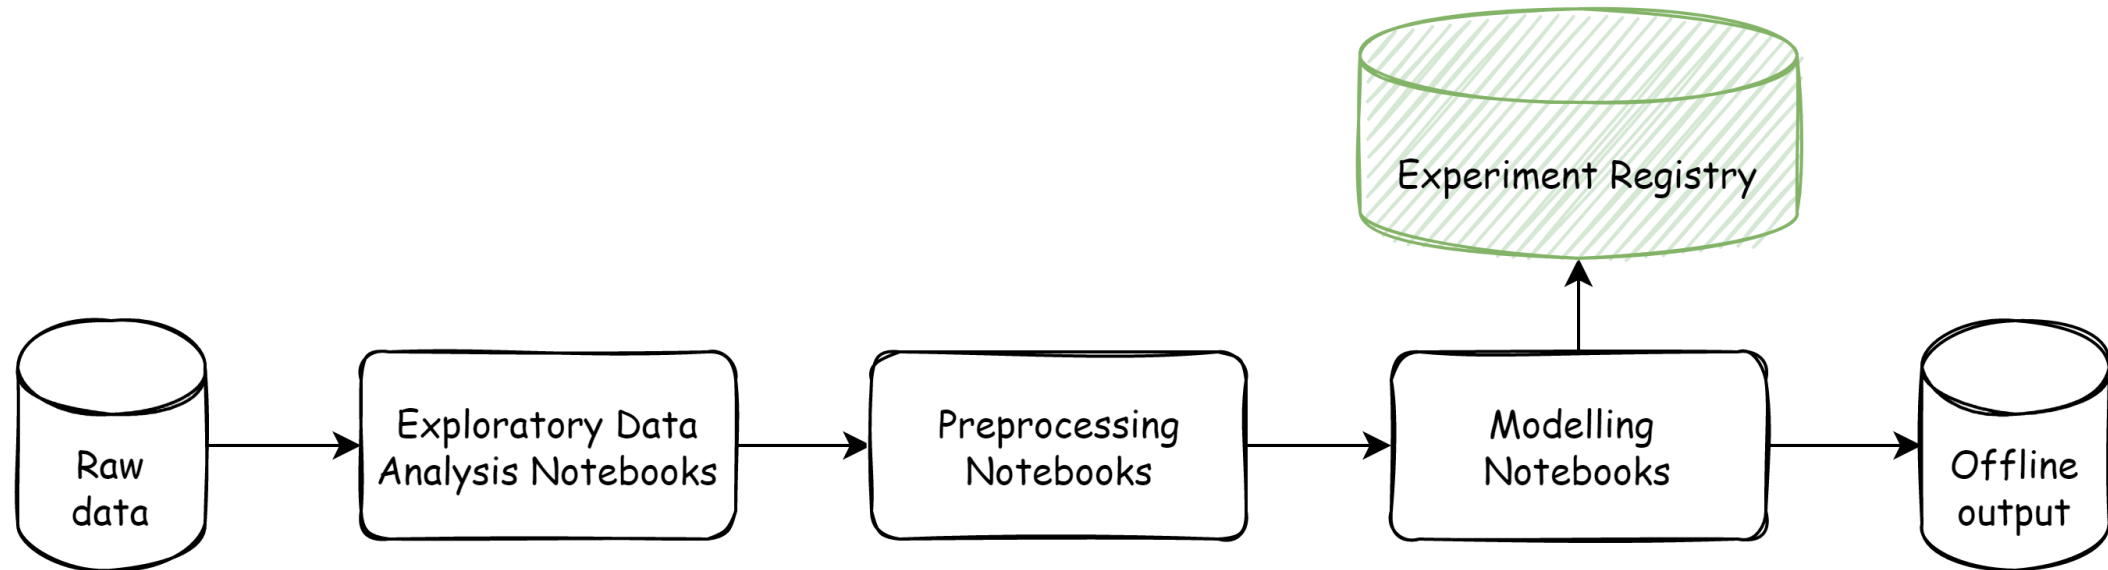 Experiment Registry
Raw
data
Exploratory Data
Analysis Notebooks
Preprocessing
Notebooks
Modelling
Notebooks
Offline
output